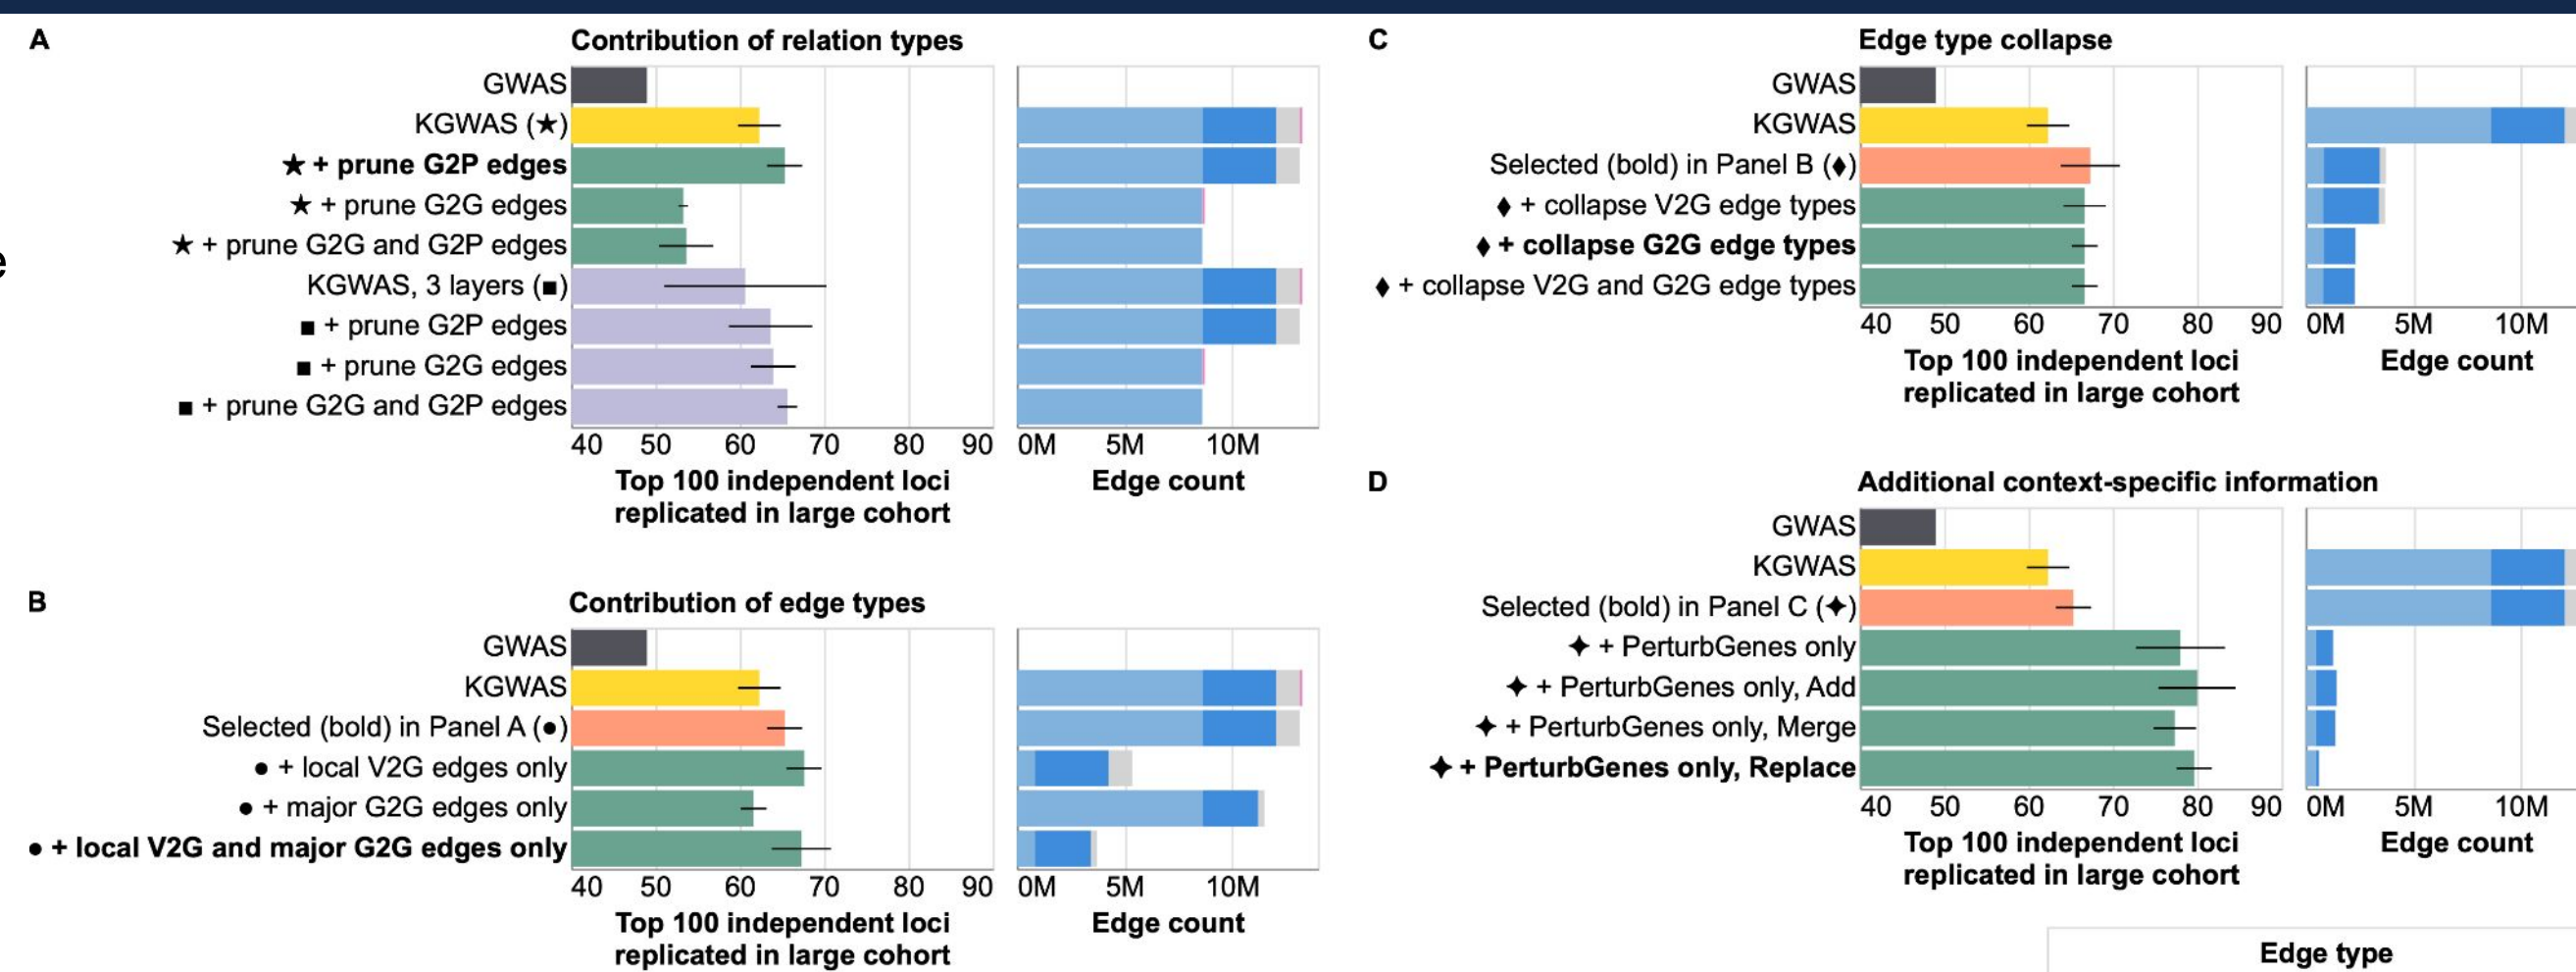 A
Contribution of relation types
GWAS
KGWAS (★)
★ + prune G2P edges
★ + prune G2G edges
★ + prune G2G and G2P edges
KGWAS, 3 layers (■)
■ + prune G2P edges
■ + prune G2G edges
■ + prune G2G and G2P edges
40 50 60 70 80 90
0M 5M 10M
Top 100 independent loci
replicated in large cohort
Edge count
B
Contribution of edge types
GWAS
KGWAS
Selected (bold) in Panel A (●)
● + local V2G edges only
● + major G2G edges only
● + local V2G and major G2G edges only
40 50 60 70 80 90
0M 5M 10M
Top 100 independent loci
replicated in large cohort
Edge count
C
Edge type collapse
GWAS
KGWAS
Selected (bold) in Panel B (♦)
♦ + collapse V2G edge types
♦ + collapse G2G edge types
♦ + collapse V2G and G2G edge types
40 50 60 70 80 90
0M 5M 10M
Top 100 independent loci
replicated in large cohort
Edge count
D
Additional context-specific information
GWAS
KGWAS
Selected (bold) in Panel C (✦)
✦ + PerturbGenes only
✦ + PerturbGenes only, Add
✦ + PerturbGenes only, Merge
✦ + PerturbGenes only, Replace
40 50 60 70 80 90
0M 5M 10M
Top 100 independent loci
replicated in large cohort
Edge count
Edge type